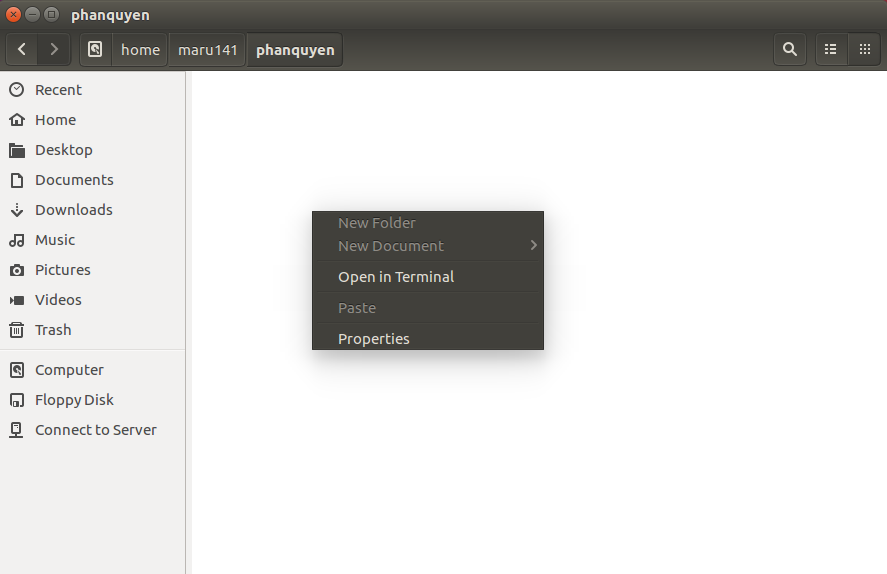 phanquyen
home maru141 phanquyen
Recent
Home
Desktop
Documents
Downloads
Music
Pictures
Videos
Trash
Computer
Floppy Disk
Connect to Server
New Folder
New Document
Open in Terminal
Paste
Properties